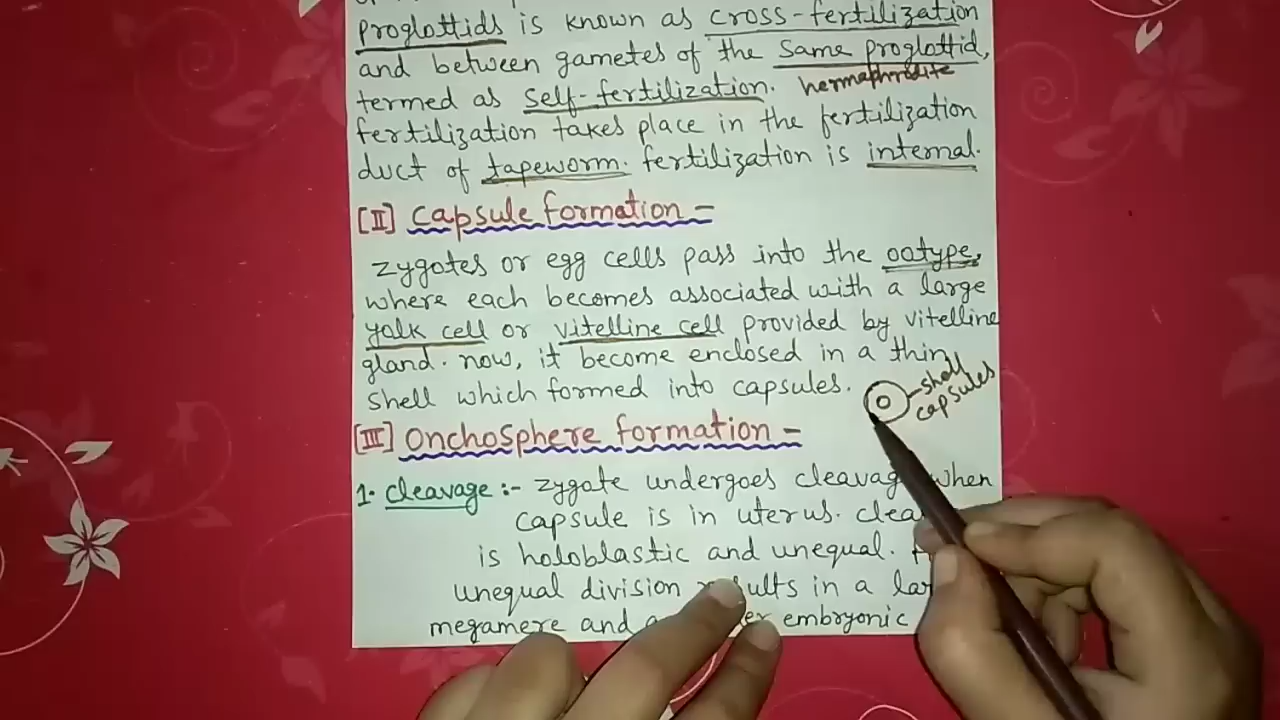 proglottids is known as cross-fertilization
and between gametes of the same proglottid,
termed as self-fertilization. hermaphrodite
fertilization takes place in the fertilization
duct of tapeworm. fertilization is internal.
[II] Capsule formation -
zygotes or egg cells pass into the ootype,
where each becomes associated with a large
yolk cell or vitelline cell provided by vitelline
gland. now, it become enclosed in a thin
shell which formed into capsules.
shell
capsules
[III] Onchosphere formation -
1. cleavage :- zygote undergoes cleavag when
capsule is in uterus.
is holoblastic and unequal.
unequal division in a
megamere and embryonic